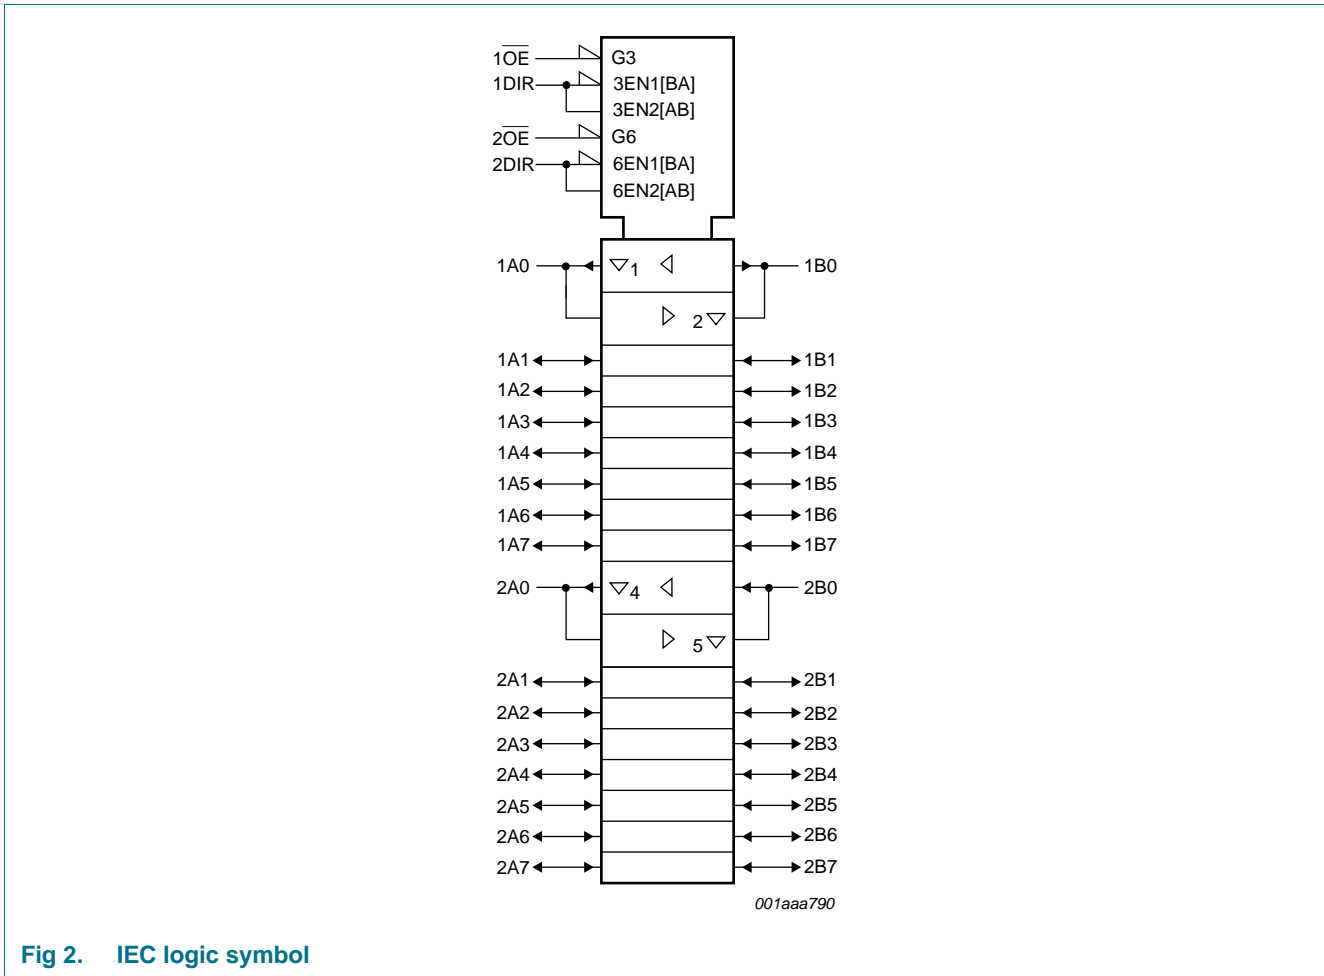 1O̅E̅ G3
1DIR 3EN1[BA]
3EN2[AB]
2O̅E̅ G6
2DIR 6EN1[BA]
6EN2[AB]
1A0 1 1B0
2
1A1 1B1
1A2 1B2
1A3 1B3
1A4 1B4
1A5 1B5
1A6 1B6
1A7 1B7
2A0 4 2B0
5
2A1 2B1
2A2 2B2
2A3 2B3
2A4 2B4
2A5 2B5
2A6 2B6
2A7 2B7
001aaa790
Fig 2. IEC logic symbol